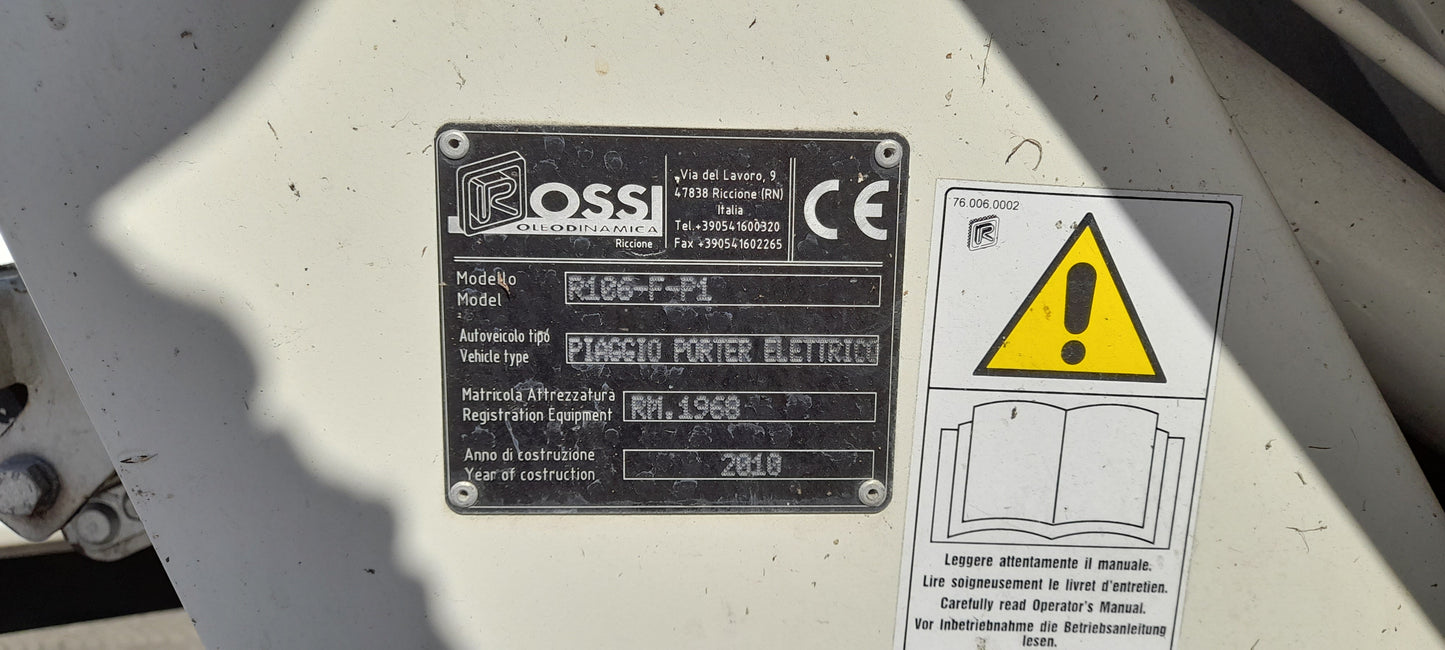 ROSSI
OLEODINAMICA
Riccione
Via del Lavoro, 9
47838 Riccione (RN)
Italia
Tel.+390541600320
Fax +390541602265
CE
Modello
Model
R106-F-P1
Autoveicolo tipo
Vehicle type
PIAGGIO PORTER ELETTRICO
Matricola Attrezzatura
Registration Equipment
RM.1968
Anno di costruzione
Year of costruction
2010
76.006.0002
R
!
Leggere attentamente il manuale.
Lire soigneusement le livret d'entretien.
Carefully read Operator's Manual.
Vor Inbetriebnahme die Betriebsanleitung
lesen.